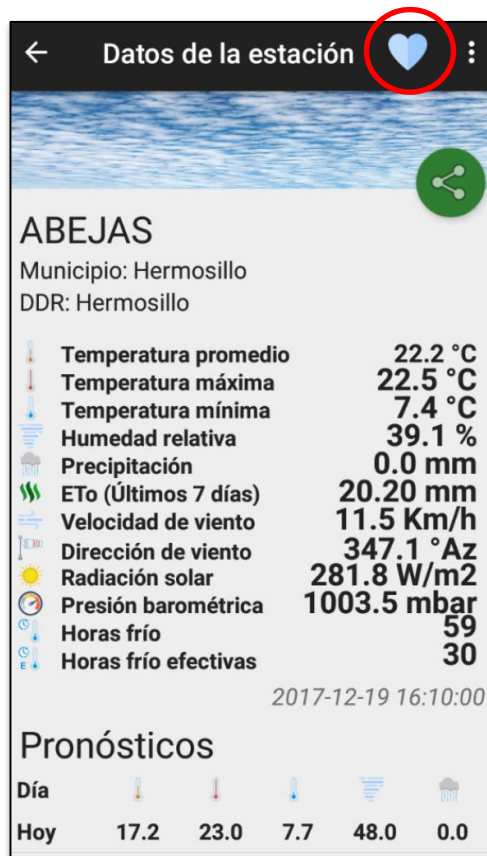 Datos de la estación
ABEJAS
Municipio: Hermosillo
DDR: Hermosillo
Temperatura promedio 22.2 °C
Temperatura máxima 22.5 °C
Temperatura mínima 7.4 °C
Humedad relativa 39.1 %
Precipitación 0.0 mm
ETo (Últimos 7 días) 20.20 mm
Velocidad de viento 11.5 Km/h
Dirección de viento 347.1 °Az
Radiación solar 281.8 W/m2
Presión barométrica 1003.5 mbar
Horas frío 59
E Horas frío efectivas 30
2017-12-19 16:10:00
Pronósticos
Día
Hoy 17.2 23.0 7.7 48.0 0.0